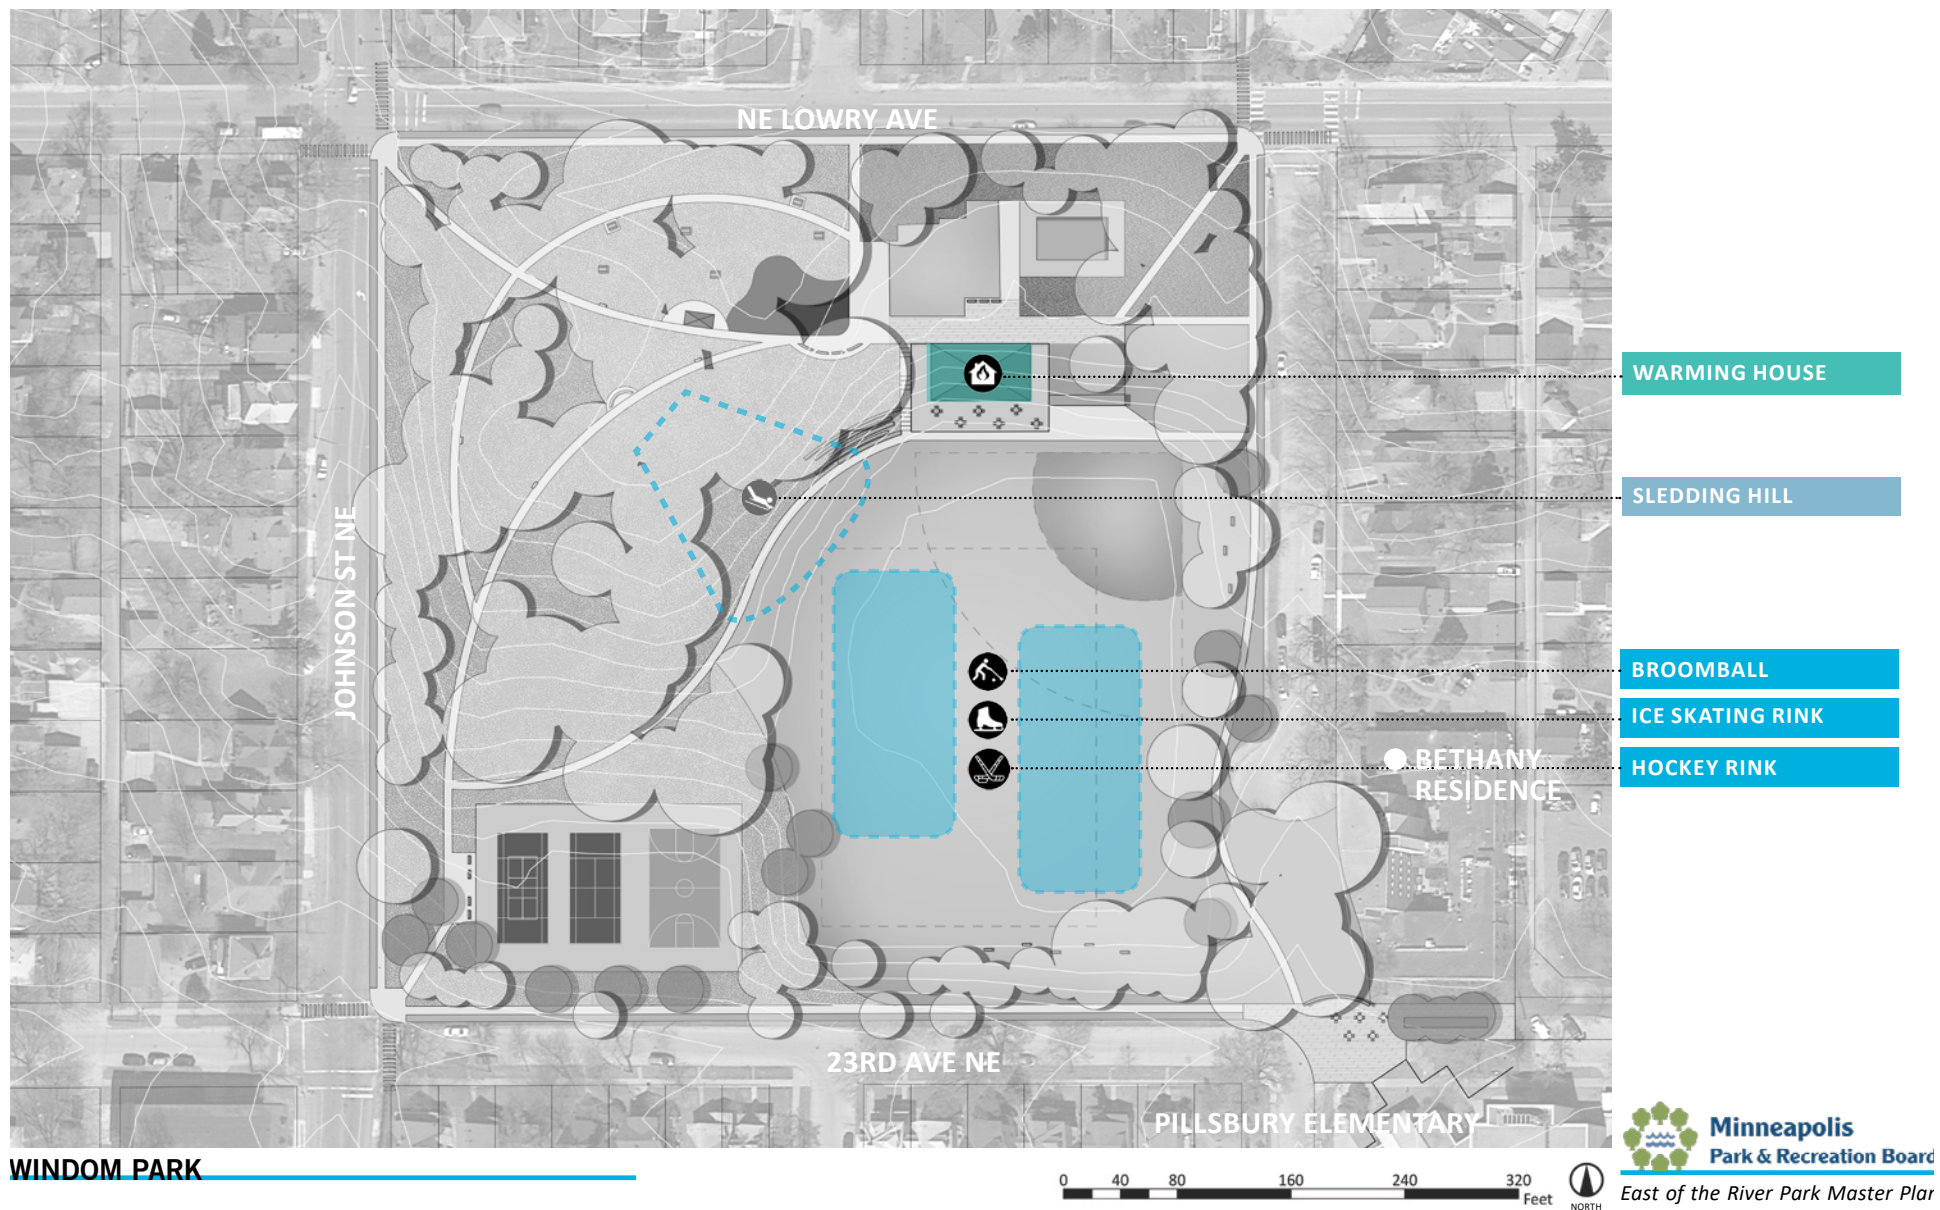 NE LOWRY AVE
WARMING HOUSE
SLEDDING HILL
JOHNSON ST NE
BROOMBALL
ICE SKATING RINK
HOCKEY RINK
BETHANY
RESIDENCE
23RD AVE NE
PILLSBURY ELEMENTARY
WINDOM PARK
0 40 80 160 240 320
Feet
NORTH
Minneapolis
Park & Recreation Board
East of the River Park Master Plan